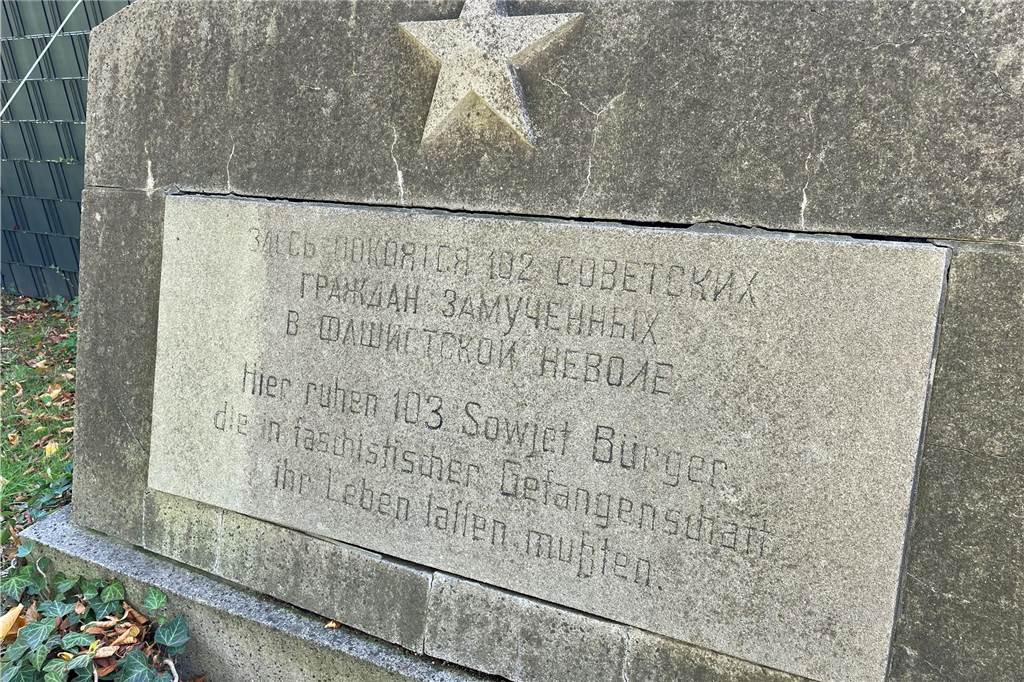 ЗДЕСЬ ПОКОЯТСЯ 102 СОВЕТСКИХ
ГРАЖДАН ЗАМУЧЕННЫХ
В ФАШИСТСКОЙ НЕВОЛЕ
Hier ruhen 103 Sowjet Bürger,
die in faschistischer Gefangenschaft
ihr Leben lassen mußten.